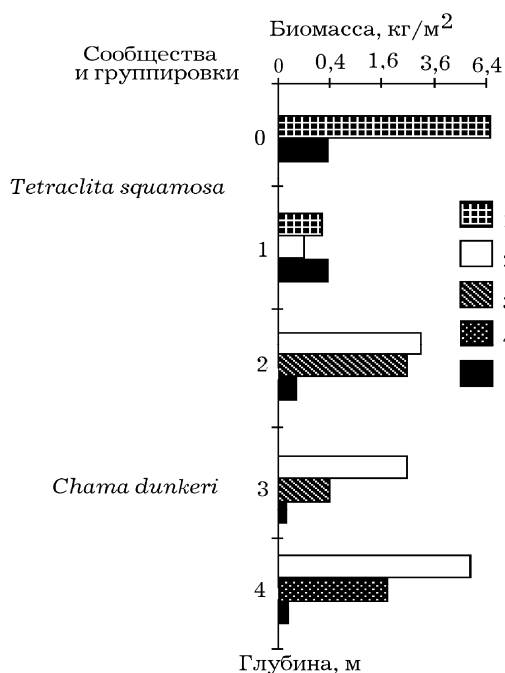 Биомасса, кг/м²
Сообщества
и группировки
0 0,4 1,6 3,6 6,4
0
Tetraclita squamosa
1
2
Chama dunkeri
3
4
Глубина, м